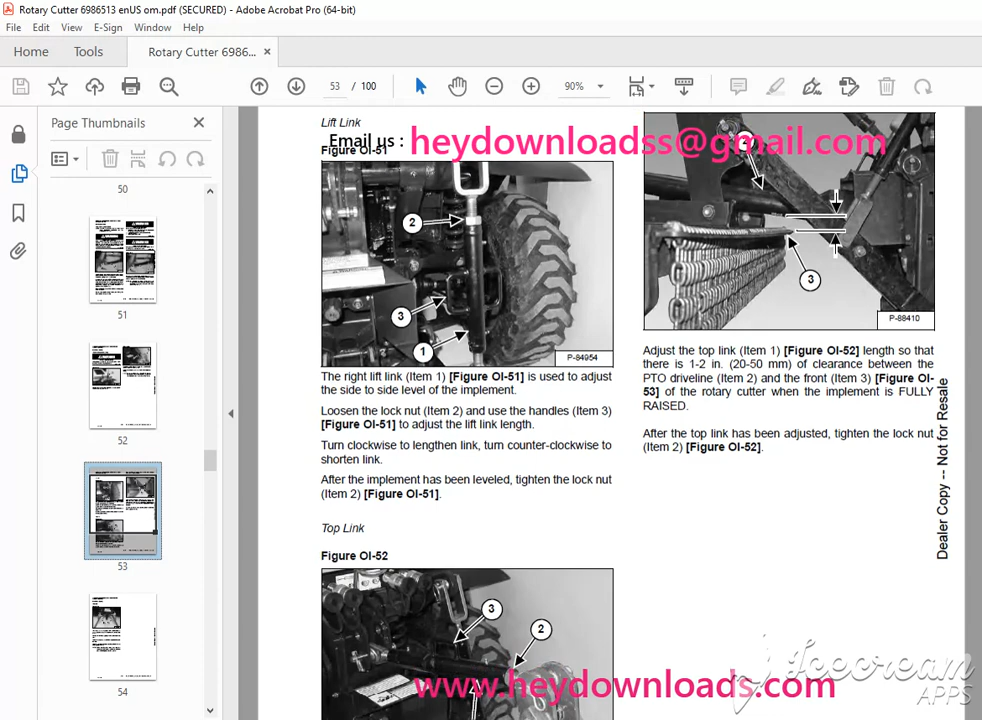 Rotary Cutter 6986513 enUS om.pdf (SECURED) - Adobe Acrobat Pro (64-bit)
File Edit View E-Sign Window Help
Home Tools Rotary Cutter 6986... ×
53 / 100 90%
Page Thumbnails
50
51
52
53
54
Lift Link
Email us : heydownloadss@gmail.com
Figure OI-51
2
3
1
P-84954
The right lift link (Item 1) [Figure OI-51] is used to adjust
the side to side level of the implement.
Loosen the lock nut (Item 2) and use the handles (Item 3)
[Figure OI-51] to adjust the lift link length.
Turn clockwise to lengthen link, turn counter-clockwise to
shorten link.
After the implement has been leveled, tighten the lock nut
(Item 2) [Figure OI-51].
Top Link
Figure OI-52
3
2
2
3
P-88410
Adjust the top link (Item 1) [Figure OI-52] length so that
there is 1-2 in. (20-50 mm) of clearance between the
PTO driveline (Item 2) and the front (Item 3) [Figure OI-
53] of the rotary cutter when the implement is FULLY
RAISED.
After the top link has been adjusted, tighten the lock nut
(Item 2) [Figure OI-52].
Dealer Copy -- Not for Resale
www.heydownloads.com
Icecream
APPS